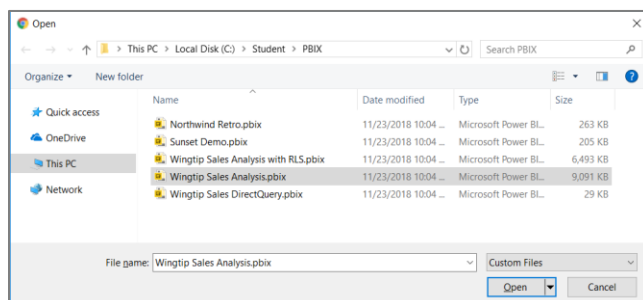 Open
This PC > Local Disk (C:) > Student > PBIX
Search PBIX
Organize
New folder
Name Date modified Type Size
Quick access
OneDrive
This PC
Network
Northwind Retro.pbix 11/23/2018 10:04 ... Microsoft Power BI... 263 KB
Sunset Demo.pbix 11/23/2018 10:04 ... Microsoft Power BI... 205 KB
Wingtip Sales Analysis with RLS.pbix 11/23/2018 10:04 ... Microsoft Power BI... 6,493 KB
Wingtip Sales Analysis.pbix 11/23/2018 10:04 ... Microsoft Power BI... 9,091 KB
Wingtip Sales DirectQuery.pbix 11/23/2018 10:04 ... Microsoft Power BI... 29 KB
File name: Wingtip Sales Analysis.pbix Custom Files
Open Cancel